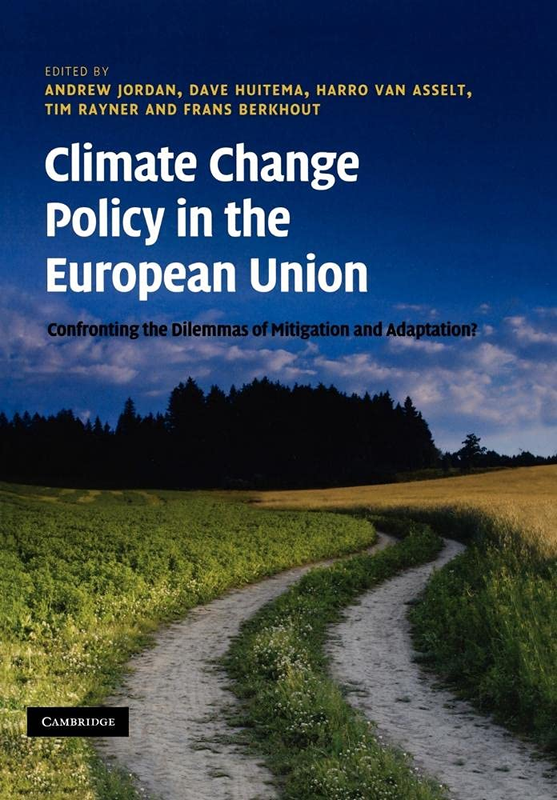 EDITED BY
ANDREW JORDAN, DAVE HUITEMA, HARRO VAN ASSELT,
TIM RAYNER AND FRANS BERKHOUT
Climate Change
Policy in the
European Union
Confronting the Dilemmas of Mitigation and Adaptation?
CAMBRIDGE